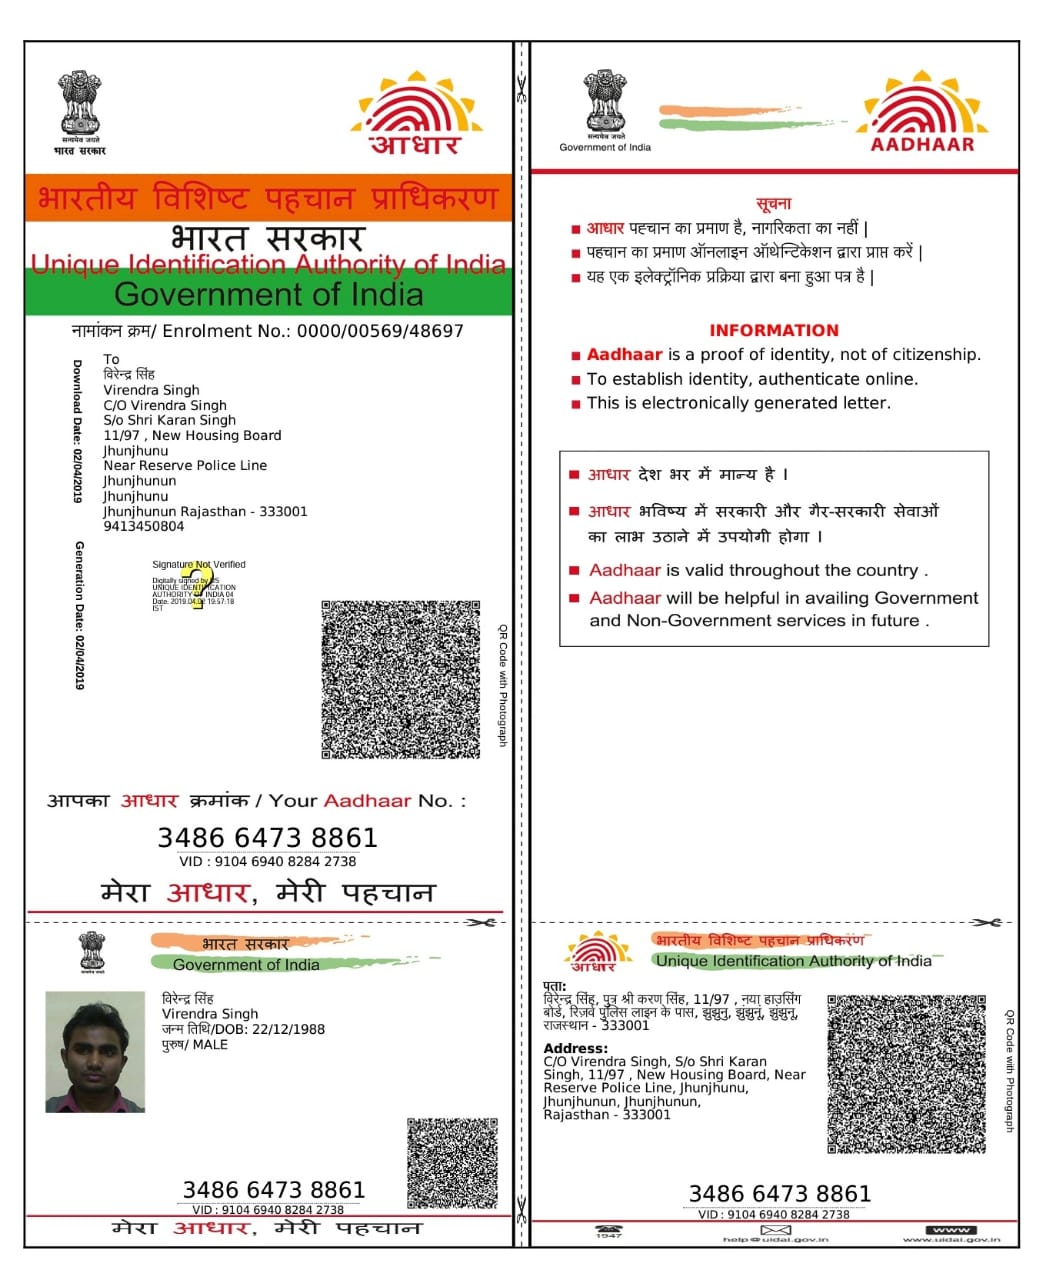 सत्यमेव जयते
भारत सरकार
आधार
भारतीय विशिष्ट पहचान प्राधिकरण
भारत सरकार
Unique Identification Authority of India
Government of India
नामांकन क्रम/ Enrolment No.: 0000/00569/48697
Download Date: 02/04/2019
Generation Date: 02/04/2019
To
विरेन्द्र सिंह
Virendra Singh
C/O Virendra Singh
S/o Shri Karan Singh
11/97 , New Housing Board
Jhunjhunu
Near Reserve Police Line
Jhunjhunun
Jhunjhunu
Jhunjhunun Rajasthan - 333001
9413450804
Signature Not Verified
Digitally signed by DS
UNIQUE IDENTIFICATION
AUTHORITY OF INDIA 04
Date: 2019.04.02 19:57:18
IST
QR Code with Photograph
आपका आधार क्रमांक / Your Aadhaar No. :
3486 6473 8861
VID : 9104 6940 8284 2738
मेरा आधार, मेरी पहचान
सत्यमेव जयते
Government of India
AADHAAR
सूचना
आधार पहचान का प्रमाण है, नागरिकता का नहीं |
पहचान का प्रमाण ऑनलाइन ऑथेन्टिकेशन द्वारा प्राप्त करें |
यह एक इलेक्ट्रॉनिक प्रक्रिया द्वारा बना हुआ पत्र है |
INFORMATION
Aadhaar is a proof of identity, not of citizenship.
To establish identity, authenticate online.
This is electronically generated letter.
आधार देश भर में मान्य है ।
आधार भविष्य में सरकारी और गैर-सरकारी सेवाओं
का लाभ उठाने में उपयोगी होगा ।
Aadhaar is valid throughout the country .
Aadhaar will be helpful in availing Government
and Non-Government services in future .
सत्यमेव जयते
भारत सरकार
Government of India
विरेन्द्र सिंह
Virendra Singh
जन्म तिथि/DOB: 22/12/1988
पुरुष/ MALE
3486 6473 8861
VID : 9104 6940 8284 2738
मेरा आधार, मेरी पहचान
आधार
भारतीय विशिष्ट पहचान प्राधिकरण
Unique Identification Authority of India
पता:
विरेन्द्र सिंह, पुत्र श्री करण सिंह, 11/97 , नया हाउसिंग
बोर्ड, रिजर्व पुलिस लाइन के पास, झुंझुनु, झुंझुनूं, झुंझुनू,
राजस्थान - 333001
Address:
C/O Virendra Singh, S/o Shri Karan
Singh, 11/97 , New Housing Board, Near
Reserve Police Line, Jhunjhunu,
Jhunjhunun, Jhunjhunun,
Rajasthan - 333001
QR Code with Photograph
3486 6473 8861
VID : 9104 6940 8284 2738
1947
help@uidai.gov.in
www
www.uidai.gov.in